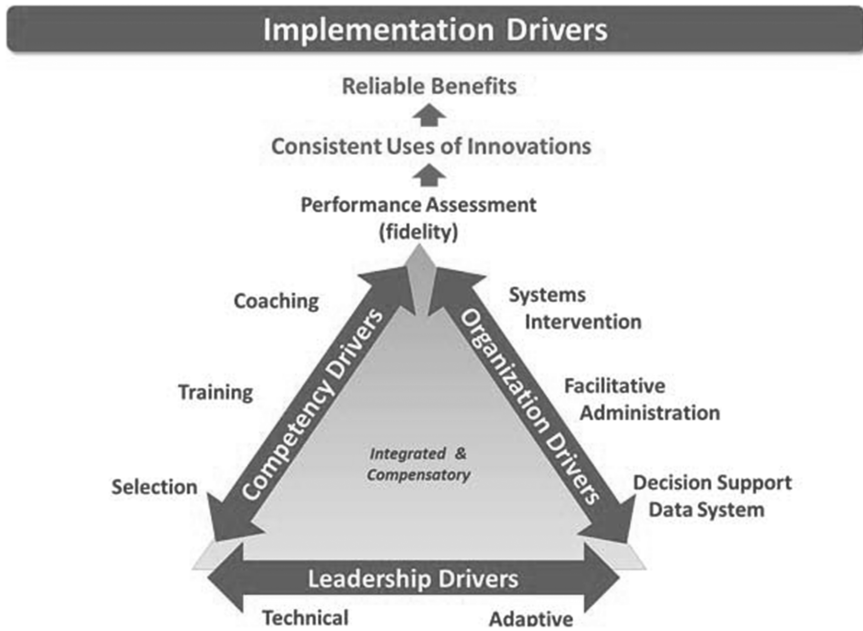 Implementation Drivers
Reliable Benefits
Consistent Uses of Innovations
Performance Assessment
(fidelity)
Coaching
Training
Selection
Competency Drivers
Systems
Intervention
Facilitative
Administration
Decision Support
Data System
Organization Drivers
Integrated &
Compensatory
Leadership Drivers
Technical
Adaptive